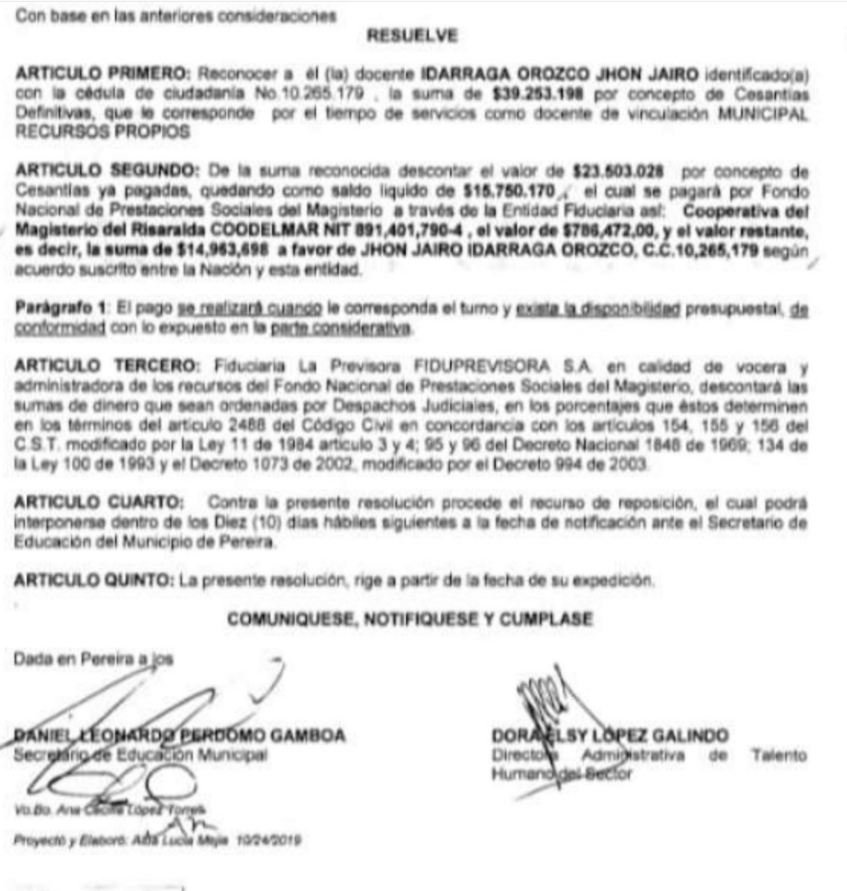 Con base en las anteriores consideraciones
RESUELVE
ARTICULO PRIMERO: Reconocer a él (la) docente IDARRAGA OROZCO JHON JAIRO identificado(a)
con la cédula de ciudadanía No.10.265.179 , la suma de $39.253.198 por concepto de Cesantías
Definitivas, que le corresponde por el tiempo de servicios como docente de vinculación MUNICIPAL
RECURSOS PROPIOS
ARTICULO SEGUNDO: De la suma reconocida descontar el valor de $23.503.028 por concepto de
Cesantías ya pagadas, quedando como saldo liquido de $15.750.170 , el cual se pagará por Fondo
Nacional de Prestaciones Sociales del Magisterio a través de la Entidad Fiduciaria así: Cooperativa del
Magisterio del Risaralda COODELMAR NIT 891,401,790-4 , el valor de $786,472,00, y el valor restante,
es decir, la suma de $14,963,698 a favor de JHON JAIRO IDARRAGA OROZCO, C.C.10,265,179 según
acuerdo suscrito entre la Nación y esta entidad.
Parágrafo 1: El pago se realizará cuando le corresponda el turno y exista la disponibilidad presupuestal, de
conformidad con lo expuesto en la parte considerativa.
ARTICULO TERCERO: Fiduciaria La Previsora FIDUPREVISORA S.A. en calidad de vocera y
administradora de los recursos del Fondo Nacional de Prestaciones Sociales del Magisterio, descontará las
sumas de dinero que sean ordenadas por Despachos Judiciales, en los porcentajes que éstos determinen
en los términos del artículo 2488 del Código Civil en concordancia con los artículos 154, 155 y 156 del
C.S.T. modificado por la Ley 11 de 1984 artículo 3 y 4; 95 y 96 del Decreto Nacional 1848 de 1969; 134 de
la Ley 100 de 1993 y el Decreto 1073 de 2002, modificado por el Decreto 994 de 2003.
ARTICULO CUARTO: Contra la presente resolución procede el recurso de reposición, el cual podrá
interponerse dentro de los Diez (10) días hábiles siguientes a la fecha de notificación ante el Secretario de
Educación del Municipio de Pereira.
ARTICULO QUINTO: La presente resolución, rige a partir de la fecha de su expedición.
COMUNIQUESE, NOTIFIQUESE Y CUMPLASE
Dada en Pereira a los
DANIEL LEONARDO PERDOMO GAMBOA
Secretario de Educación Municipal
DORA ELSY LÓPEZ GALINDO
Directora Administrativa de Talento
Humano del Sector
Vo.Bo. Ana Cecilia López Torres
Proyectó y Elaboró: Alba Lucía Mejía 10/24/2019